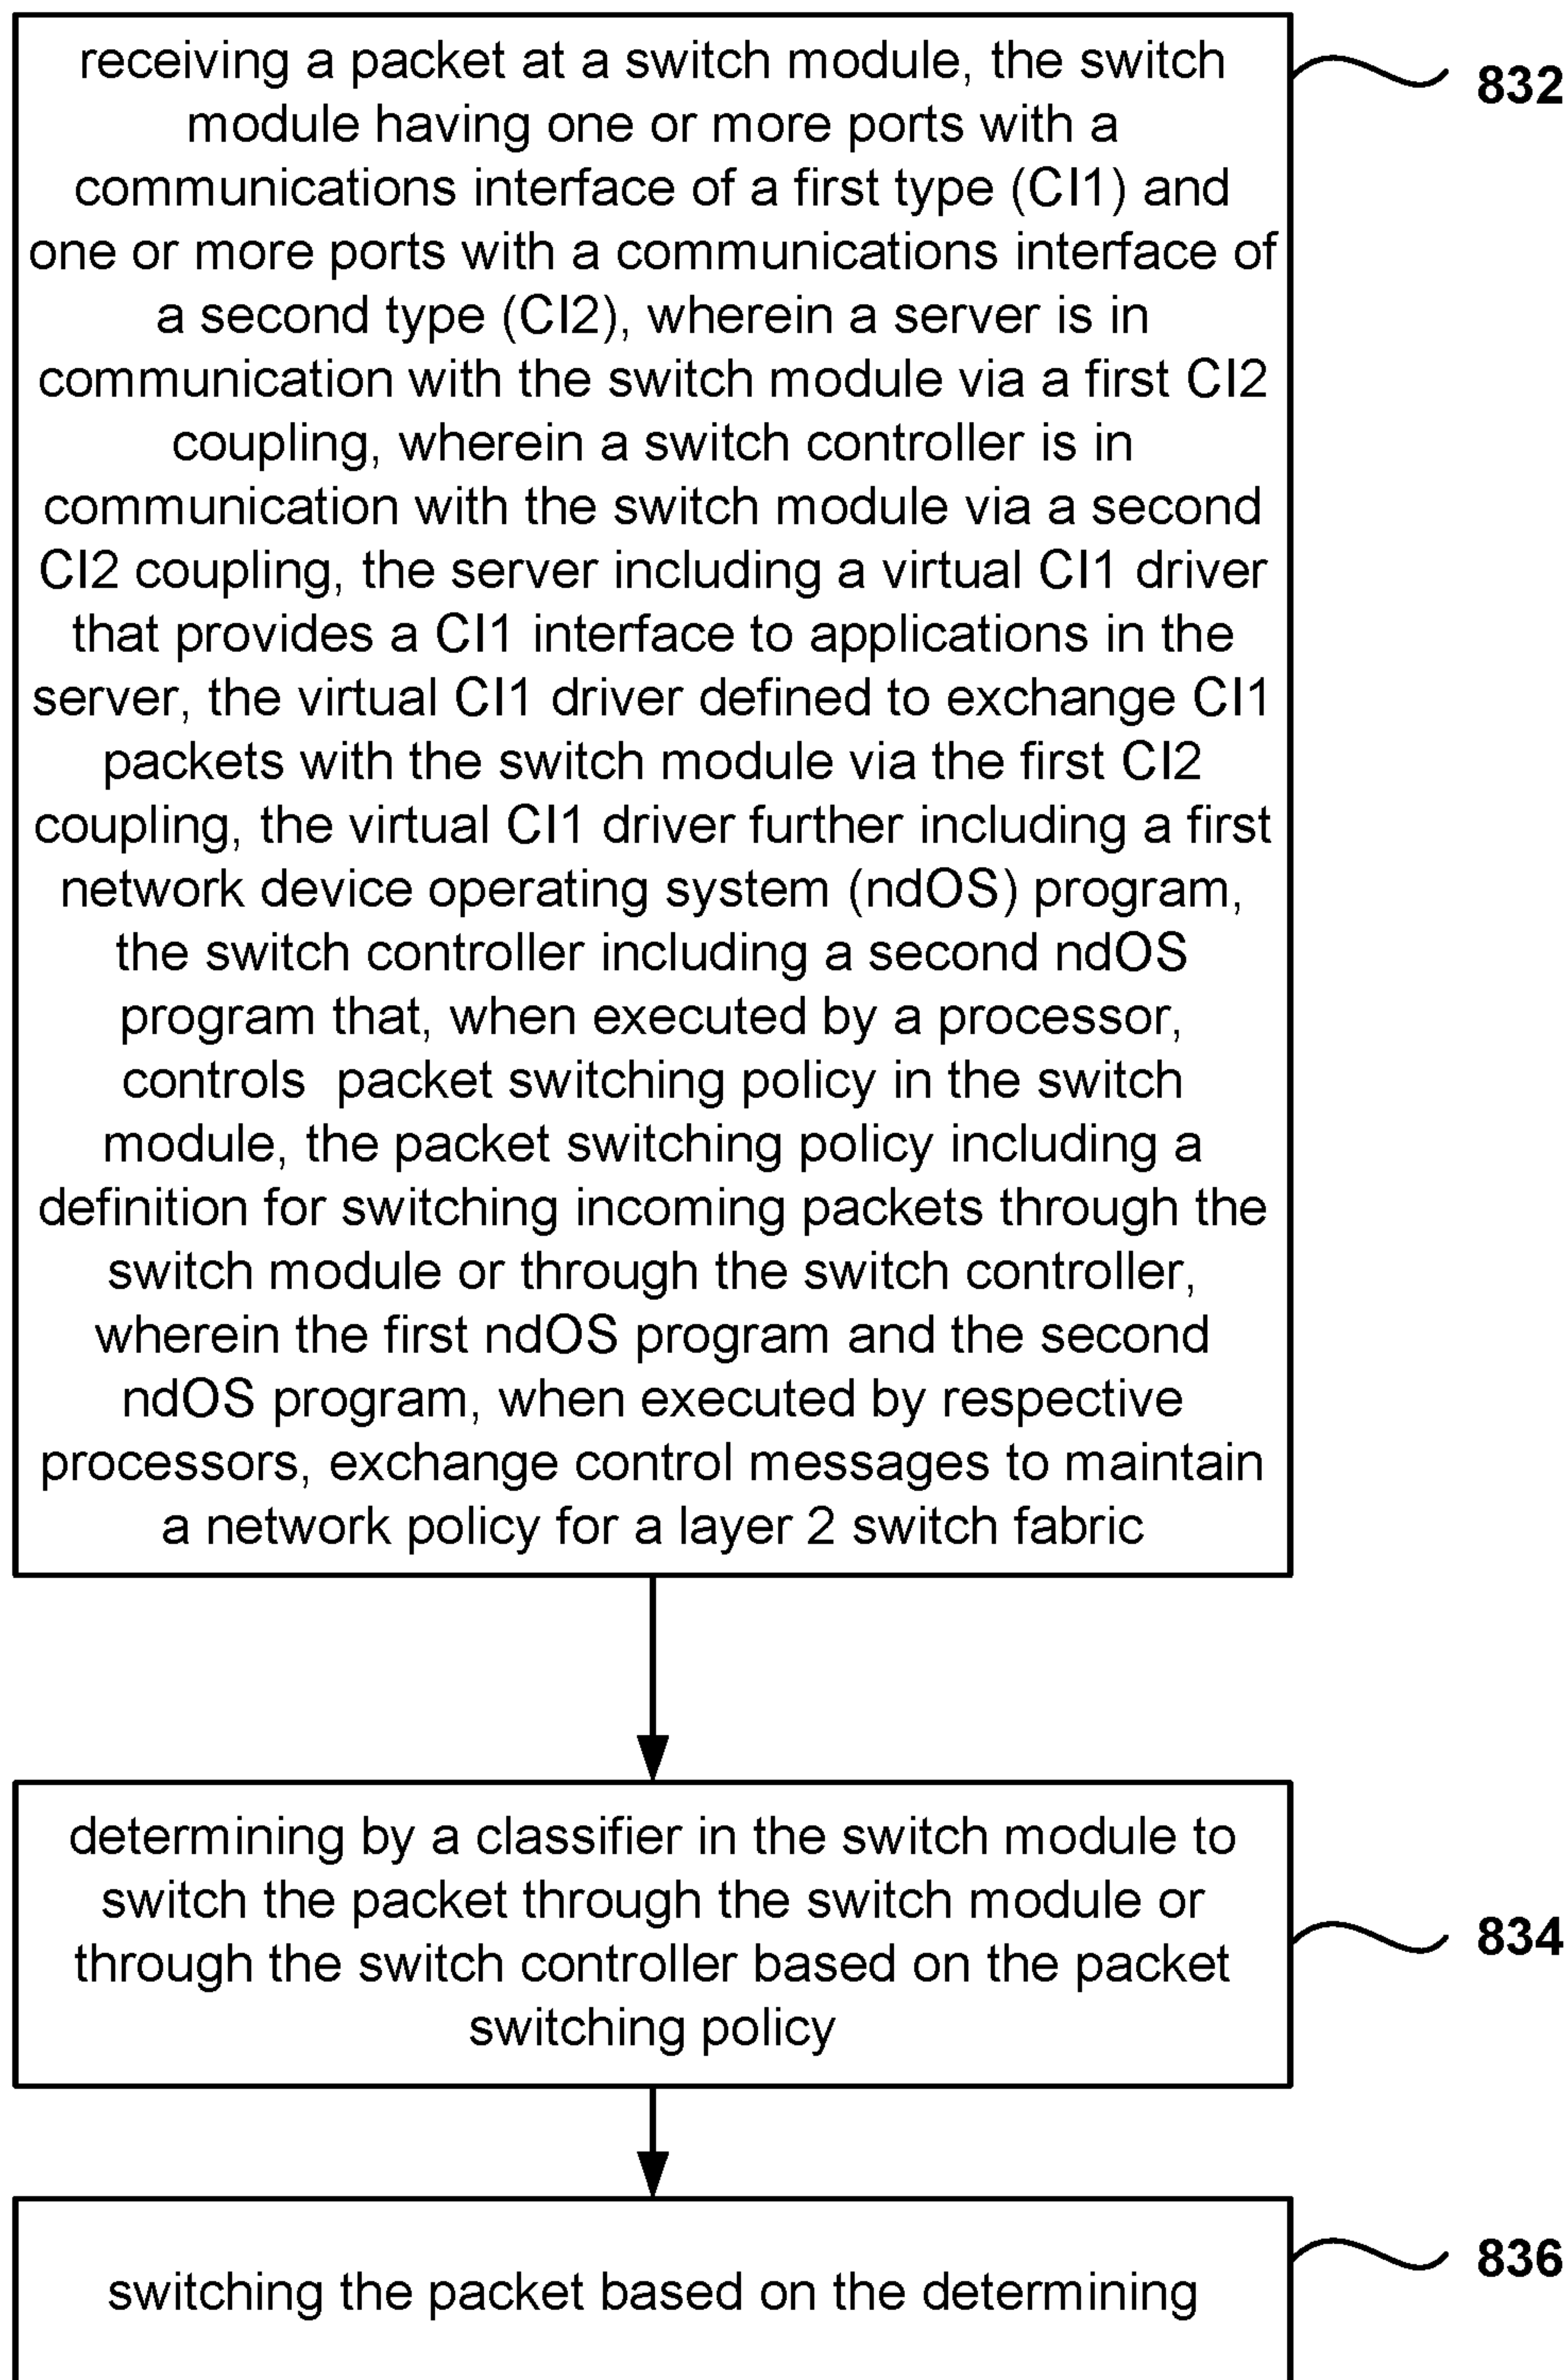 receiving a packet at a switch module, the switch
module having one or more ports with a
communications interface of a first type (CI1) and
one or more ports with a communications interface of
a second type (CI2), wherein a server is in
communication with the switch module via a first CI2
coupling, wherein a switch controller is in
communication with the switch module via a second
CI2 coupling, the server including a virtual CI1 driver
that provides a CI1 interface to applications in the
server, the virtual CI1 driver defined to exchange CI1
packets with the switch module via the first CI2
coupling, the virtual CI1 driver further including a first
network device operating system (ndOS) program,
the switch controller including a second ndOS
program that, when executed by a processor,
controls  packet switching policy in the switch
module, the packet switching policy including a
definition for switching incoming packets through the
switch module or through the switch controller,
wherein the first ndOS program and the second
ndOS program, when executed by respective
processors, exchange control messages to maintain
a network policy for a layer 2 switch fabric
832
determining by a classifier in the switch module to
switch the packet through the switch module or
through the switch controller based on the packet
switching policy
834
switching the packet based on the determining
836